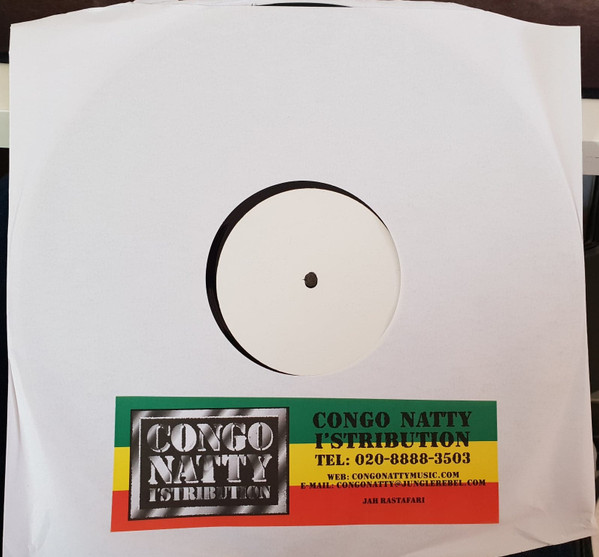 CONGO
NATTY
I'STRIBUTION
CONGO NATTY
I'STRIBUTION
TEL: 020-8888-3503
WEB: CONGONATTYMUSIC.COM
E-MAIL: CONGONATTY@JUNGLEREBEL.COM
JAH RASTAFARI